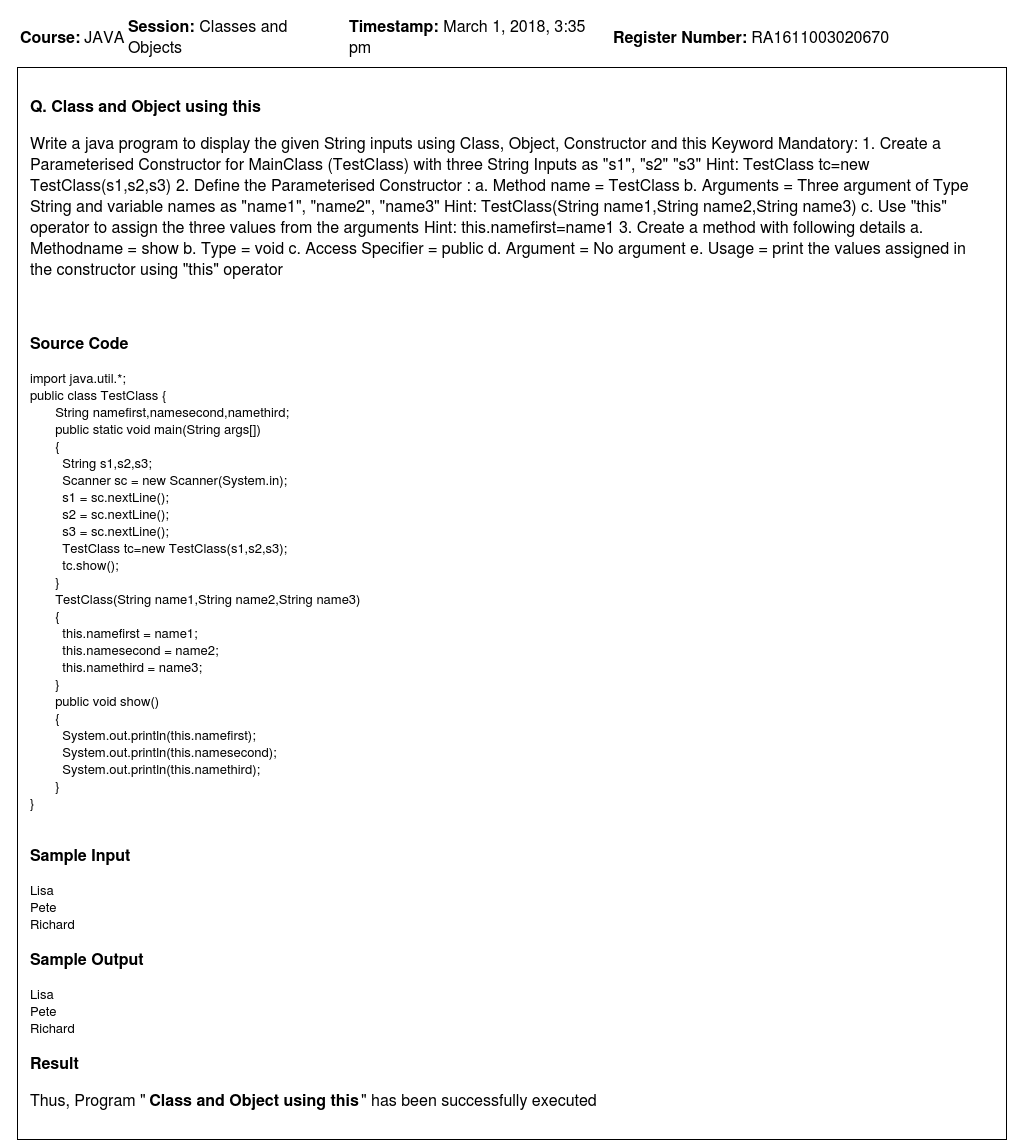 Course: JAVA Session: Classes and Objects Timestamp: March 1, 2018, 3:35 pm Register Number: RA1611003020670
Q. Class and Object using this
Write a java program to display the given String inputs using Class, Object, Constructor and this Keyword Mandatory: 1. Create a
Parameterised Constructor for MainClass (TestClass) with three String Inputs as "s1", "s2" "s3" Hint: TestClass tc=new
TestClass(s1,s2,s3) 2. Define the Parameterised Constructor : a. Method name = TestClass b. Arguments = Three argument of Type
String and variable names as "name1", "name2", "name3" Hint: TestClass(String name1,String name2,String name3) c. Use "this"
operator to assign the three values from the arguments Hint: this.namefirst=name1 3. Create a method with following details a.
Methodname = show b. Type = void c. Access Specifier = public d. Argument = No argument e. Usage = print the values assigned in
the constructor using "this" operator
Source Code
import java.util.*;
public class TestClass {
String namefirst,namesecond,namethird;
public static void main(String args[])
{
String s1,s2,s3;
Scanner sc = new Scanner(System.in);
s1 = sc.nextLine();
s2 = sc.nextLine();
s3 = sc.nextLine();
TestClass tc=new TestClass(s1,s2,s3);
tc.show();
}
TestClass(String name1,String name2,String name3)
{
this.namefirst = name1;
this.namesecond = name2;
this.namethird = name3;
}
public void show()
{
System.out.println(this.namefirst);
System.out.println(this.namesecond);
System.out.println(this.namethird);
}
}
Sample Input
Lisa
Pete
Richard
Sample Output
Lisa
Pete
Richard
Result
Thus, Program " Class and Object using this " has been successfully executed